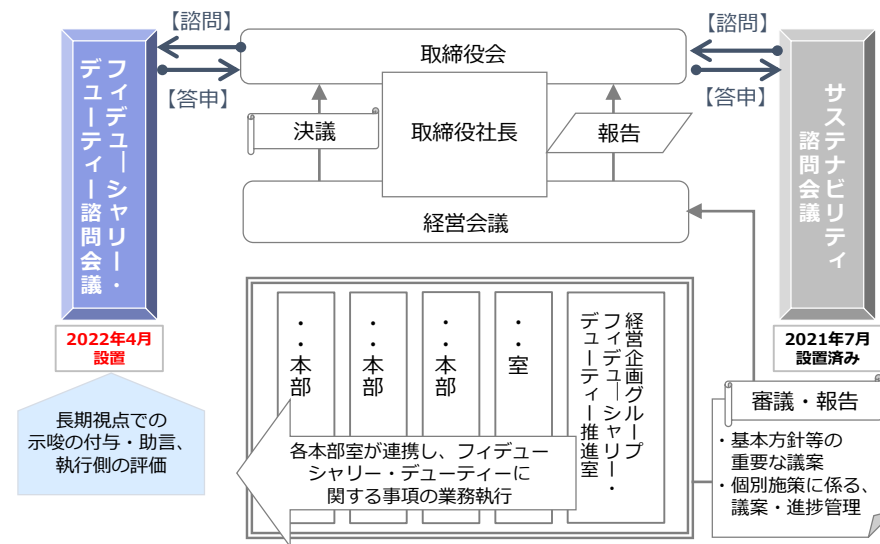 【諮問】
【答申】
フィデューシャリー・
デューティー諮問会議
2022年4月
設置
長期視点での
示唆の付与・助言、
執行側の評価
取締役会
決議
取締役社長
報告
経営会議
【諮問】
【答申】
サステナビリティ
諮問会議
2021年7月
設置済み
・・本部
・・本部
・・本部
・・室
経営企画グループ
フィデューシャリー・
デューティー推進室
各本部室が連携し、フィデュー
シャリー・デューティーに
関する事項の業務執行
審議・報告
・基本方針等の
重要な議案
・個別施策に係る、
議案・進捗管理